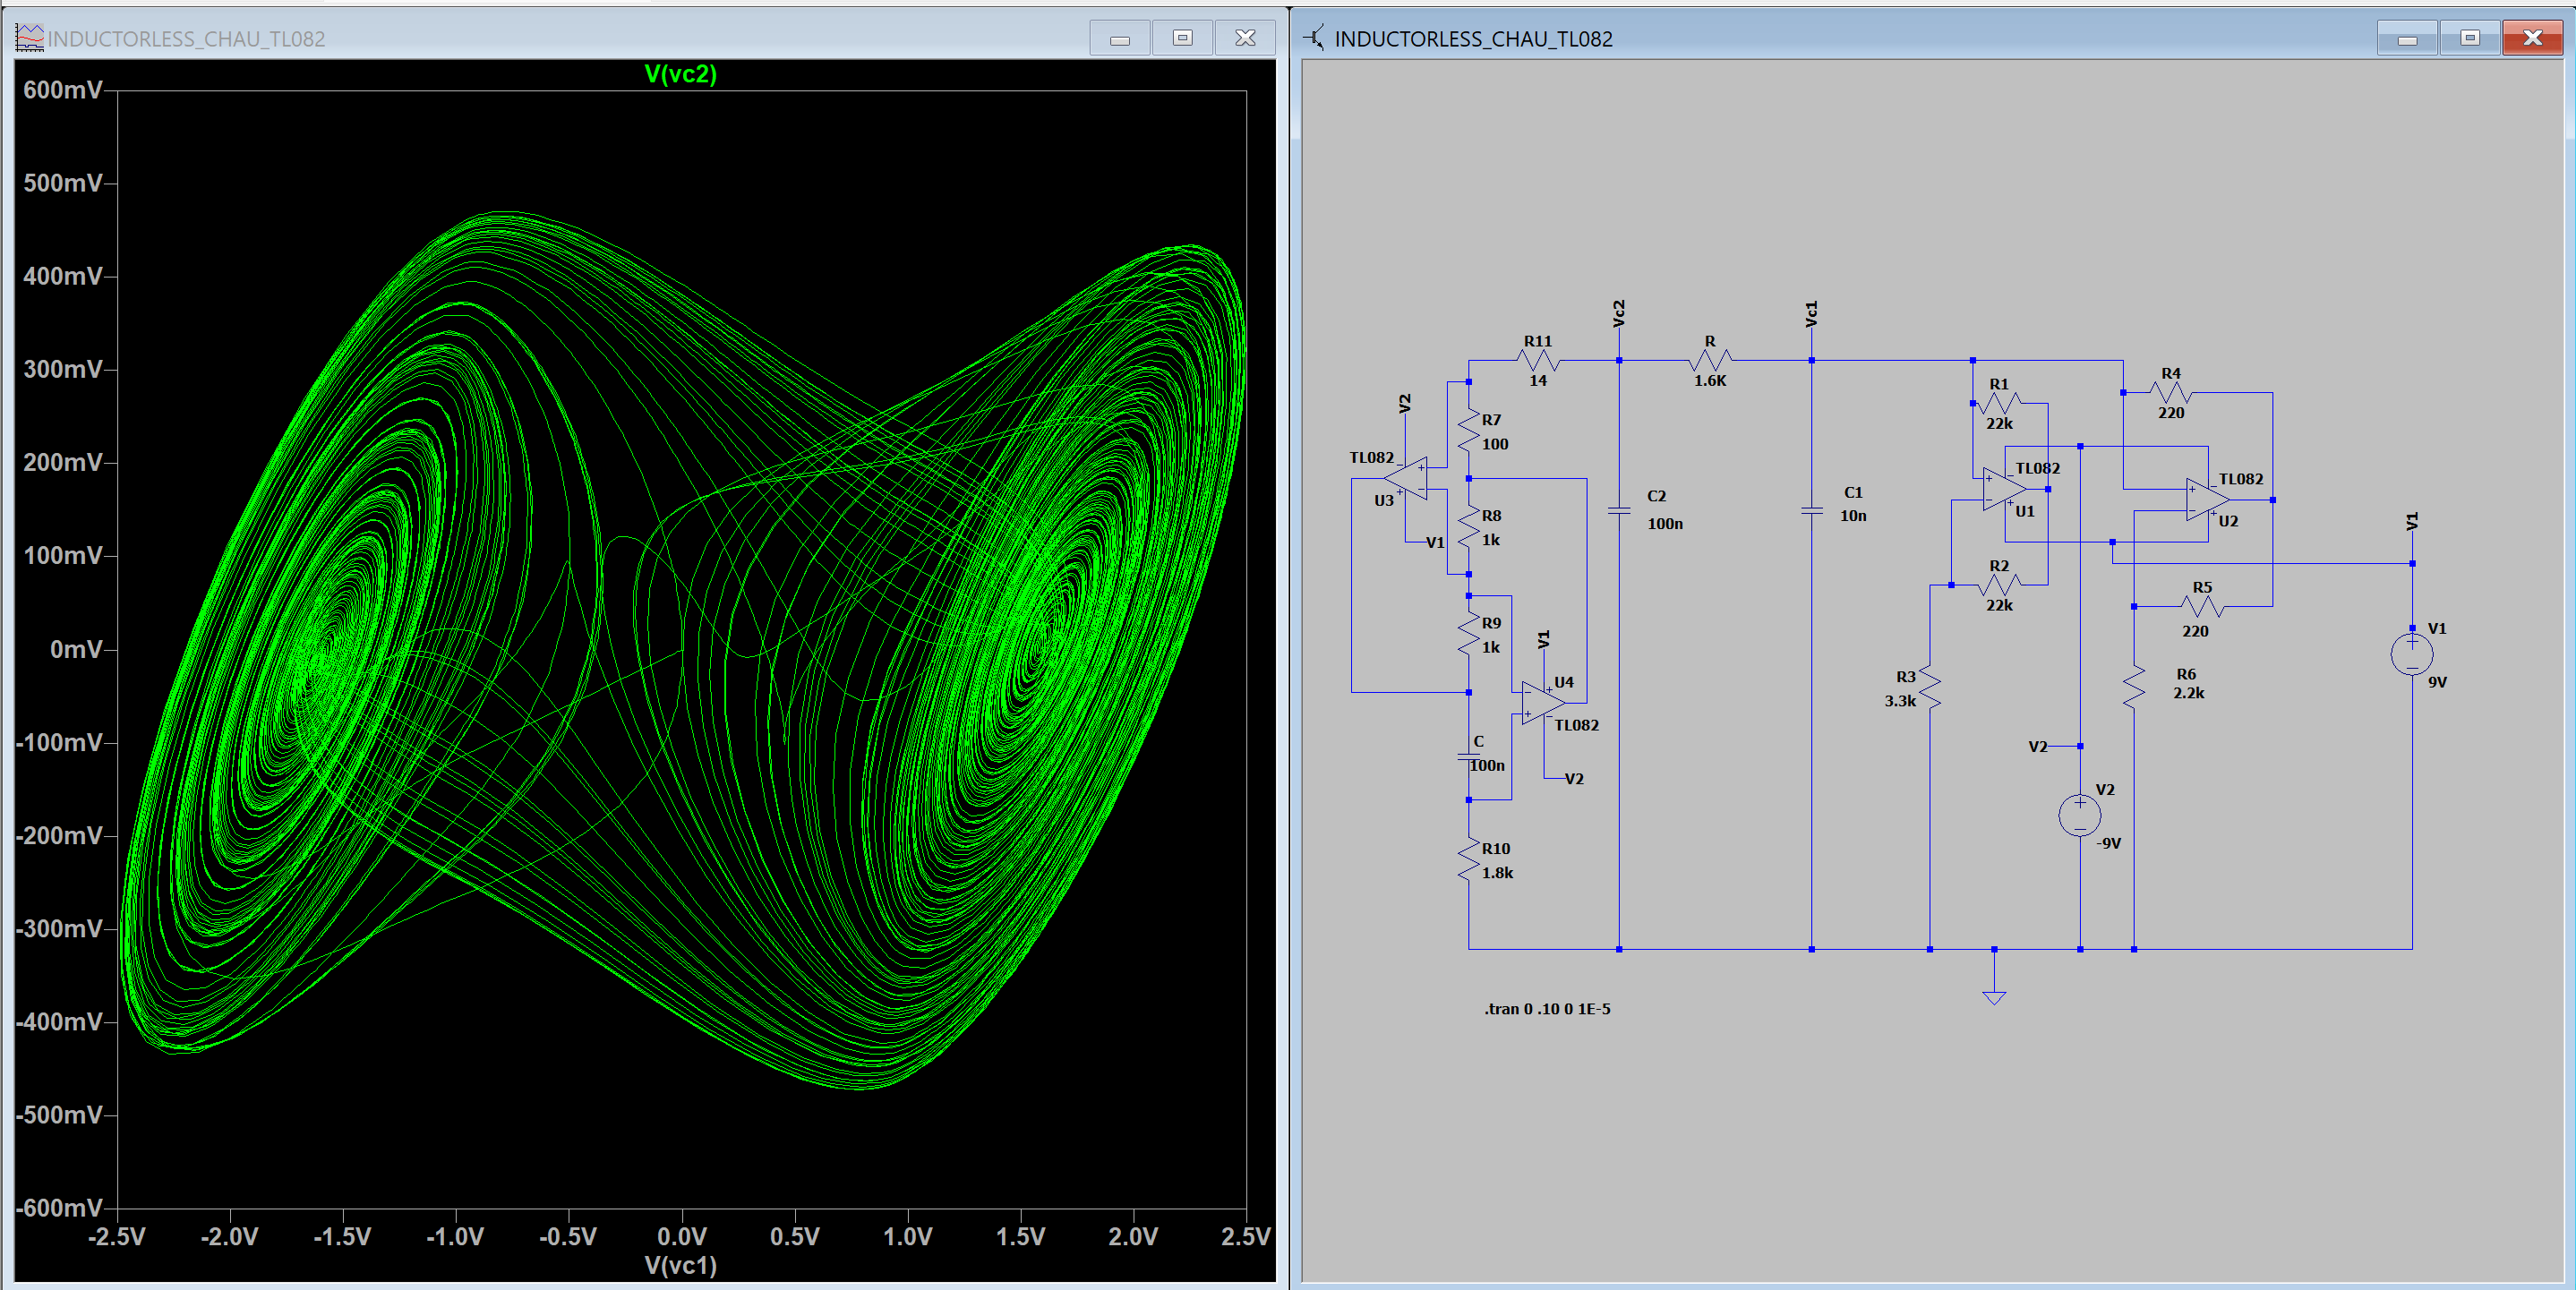 INDUCTORLESS_CHAU_TL082
V(vc2)
600mV
500mV
400mV
300mV
200mV
100mV
0mV
-100mV
-200mV
-300mV
-400mV
-500mV
-600mV
-2.5V -2.0V -1.5V -1.0V -0.5V 0.0V 0.5V 1.0V 1.5V 2.0V 2.5V
V(vc1)
INDUCTORLESS_CHAU_TL082
Vc2
Vc1
R11
14
R
1.6K
R4
220
R1
22k
V2
R7
100
TL082
U3
V1
R8
1k
C2
100n
C1
10n
TL082
U1
TL082
U2
V1
R2
22k
R5
220
R9
1k
V1
U4
TL082
V2
C
100n
R10
1.8k
R3
3.3k
R6
2.2k
V1
9V
V2
V2
-9V
.tran 0 .10 0 1E-5